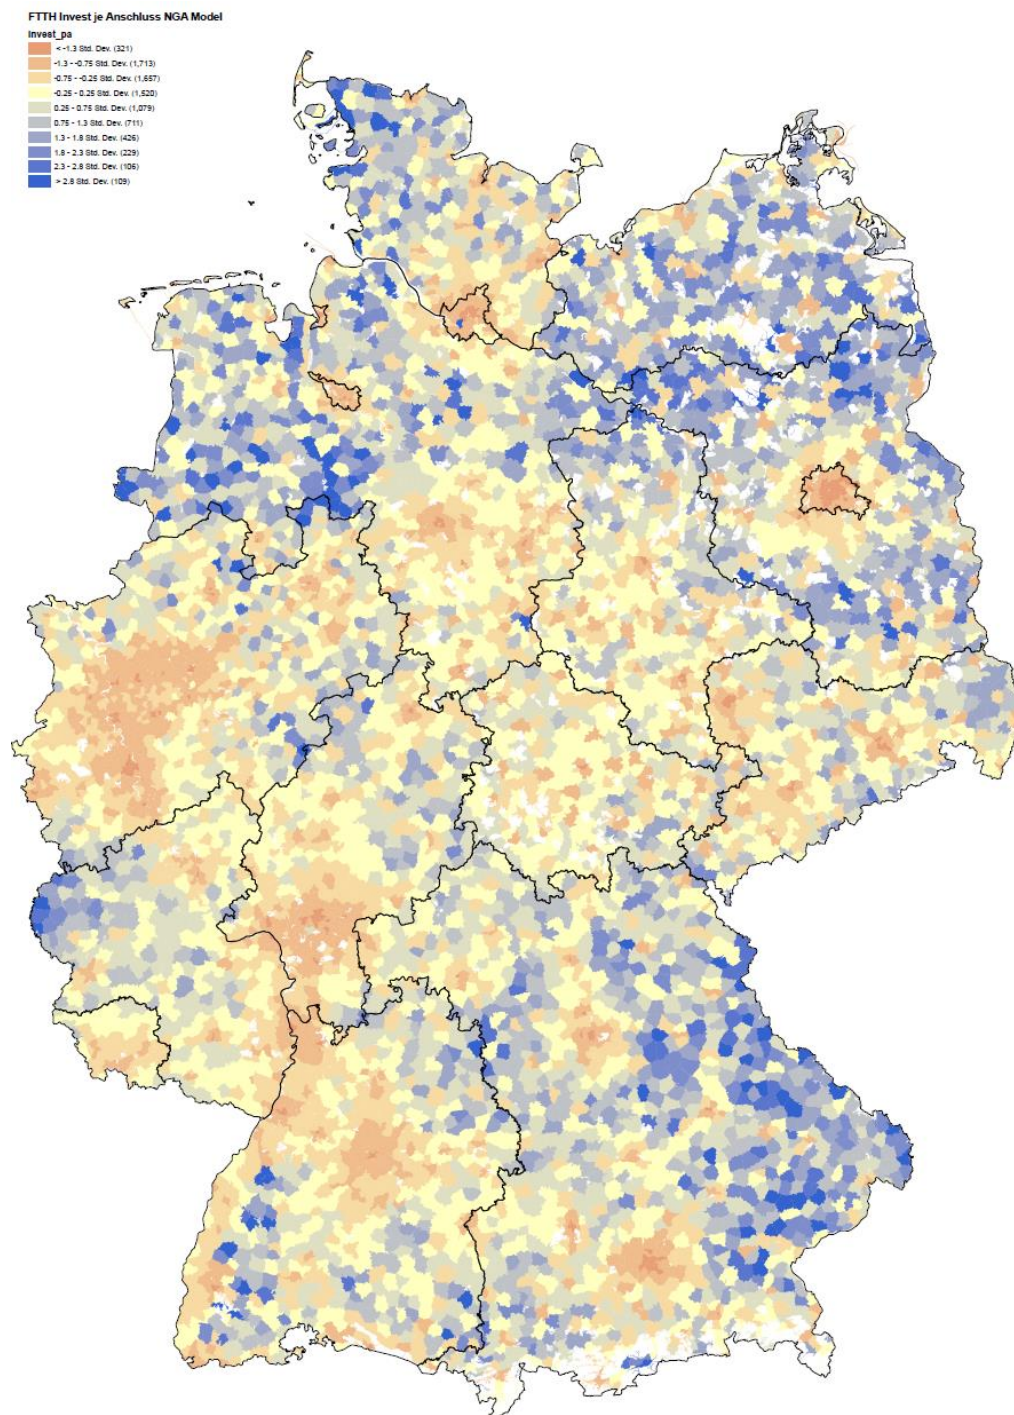 FTTH Invest je Anschluss NGA Model
invest_pa
< -1.3 Std. Dev. (321)
-1.3 - -0.75 Std. Dev. (1,713)
-0.75 - -0.25 Std. Dev. (1,657)
-0.25 - 0.25 Std. Dev. (1,520)
0.25 - 0.75 Std. Dev. (1,079)
0.75 - 1.3 Std. Dev. (711)
1.3 - 1.8 Std. Dev. (426)
1.8 - 2.3 Std. Dev. (229)
2.3 - 2.8 Std. Dev. (106)
> 2.8 Std. Dev. (109)